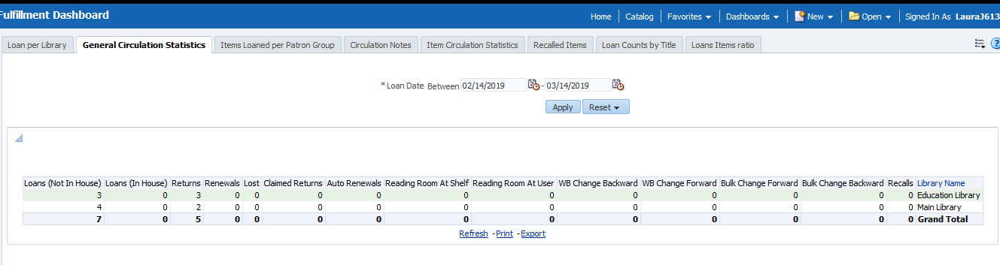 Fulfillment Dashboard Home Catalog Favorites Dashboards New Open Signed In As LauraJ613
Loan per Library General Circulation Statistics Items Loaned per Patron Group Circulation Notes Item Circulation Statistics Recalled Items Loan Counts by Title Loans Items ratio
* Loan Date Between 02/14/2019 - 03/14/2019
Apply Reset
Loans (Not In House) Loans (In House) Returns Renewals Lost Claimed Returns Auto Renewals Reading Room At Shelf Reading Room At User WB Change Backward WB Change Forward Bulk Change Forward Bulk Change Backward Recalls Library Name
3 0 3 0 0 0 0 0 0 0 0 0 0 0 Education Library
4 0 2 0 0 0 0 0 0 0 0 0 0 0 Main Library
7 0 5 0 0 0 0 0 0 0 0 0 0 0 Grand Total
Refresh - Print - Export